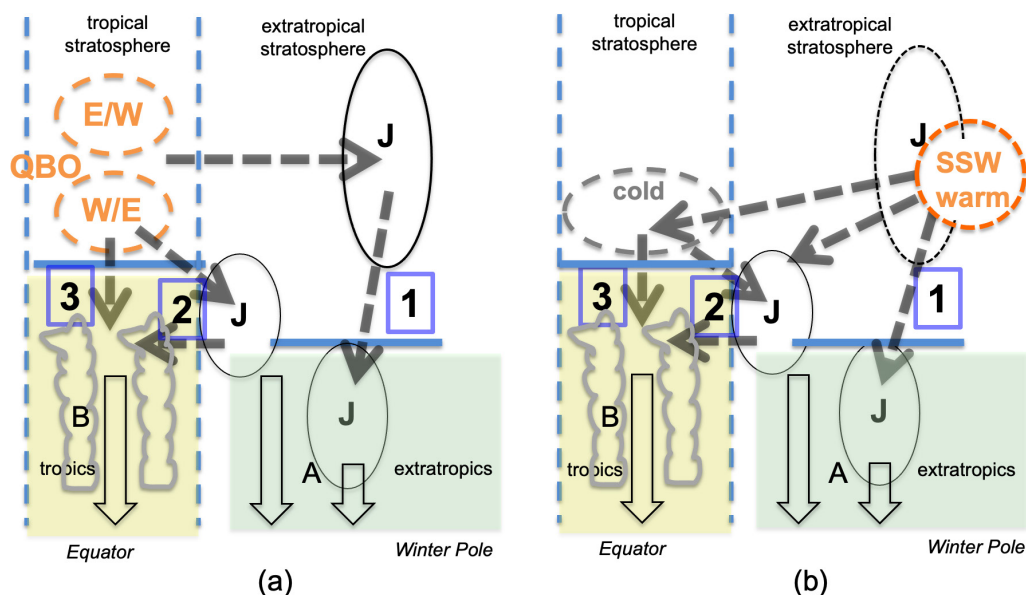 tropical
stratosphere
extratropical
stratosphere
E/W
QBO
W/E
J
3
2
J
1
B
J
tropics
A
extratropics
Equator
Winter Pole
(a)
tropical
stratosphere
extratropical
stratosphere
J
SSW
warm
cold
3
2
J
1
B
J
tropics
A
extratropics
Equator
Winter Pole
(b)